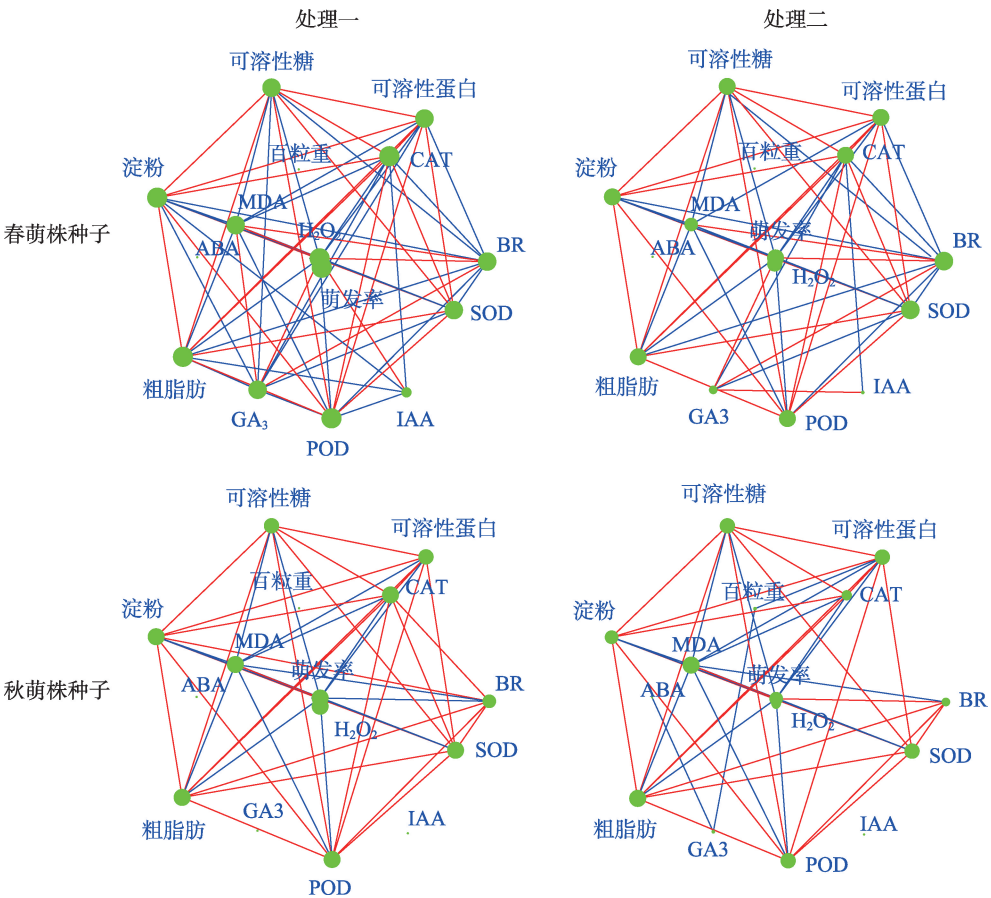 处理一
处理二
可溶性糖
可溶性蛋白
百粒重
CAT
淀粉
MDA
H₂O₂
ABA
BR
春萌株种子
萌发率
SOD
粗脂肪
GA₃
IAA
POD
可溶性糖
可溶性蛋白
百粒重
CAT
淀粉
MDA
萌发率
ABA
BR
H₂O₂
SOD
粗脂肪
GA3
IAA
POD
可溶性糖
可溶性蛋白
百粒重
CAT
淀粉
MDA
萌发率
ABA
BR
秋萌株种子
H₂O₂
SOD
粗脂肪
GA3
IAA
POD
可溶性糖
可溶性蛋白
百粒重
CAT
淀粉
MDA
萌发率
ABA
BR
H₂O₂
SOD
粗脂肪
GA3
IAA
POD